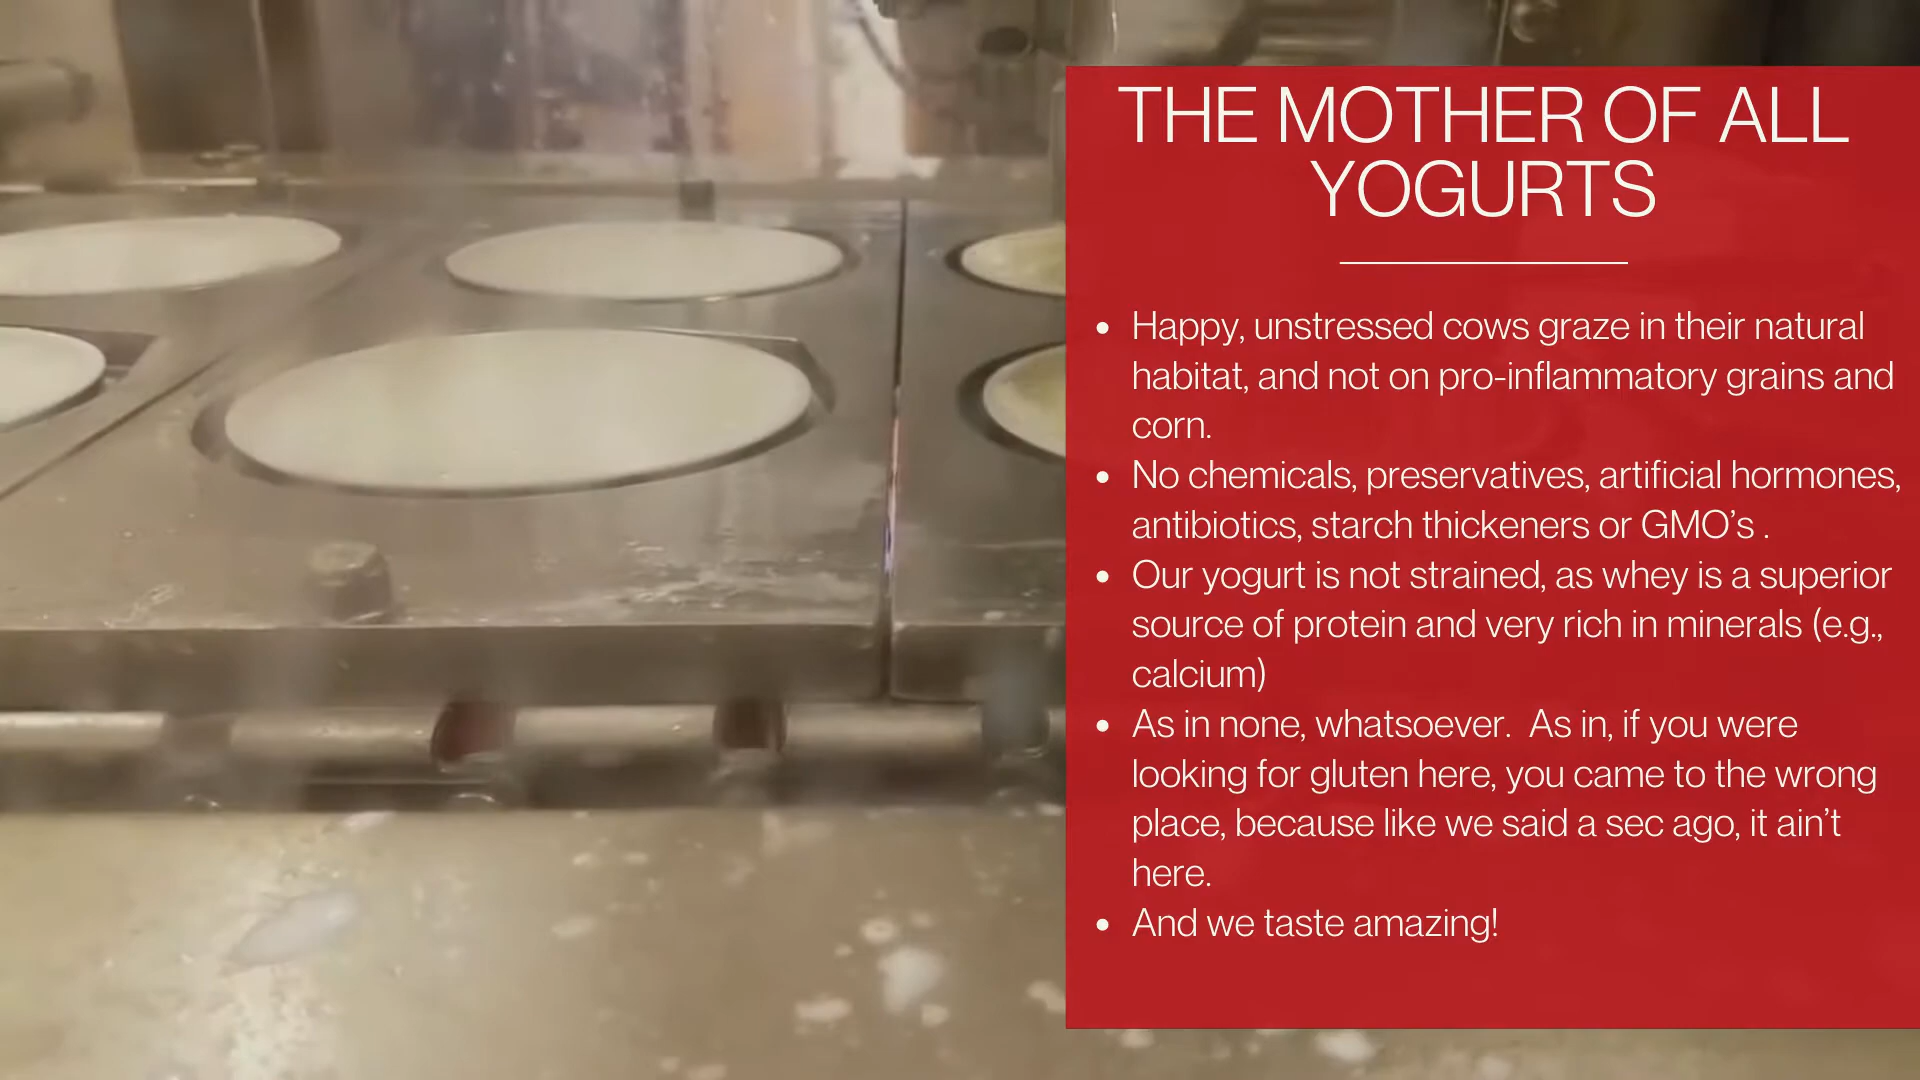 THE MOTHER OF ALL
YOGURTS
• Happy, unstressed cows graze in their natural
habitat, and not on pro-inflammatory grains and
corn.
• No chemicals, preservatives, artificial hormones,
antibiotics, starch thickeners or GMO’s .
• Our yogurt is not strained, as whey is a superior
source of protein and very rich in minerals (e.g.,
calcium)
• As in none, whatsoever.  As in, if you were
looking for gluten here, you came to the wrong
place, because like we said a sec ago, it ain’t
here.
• And we taste amazing!